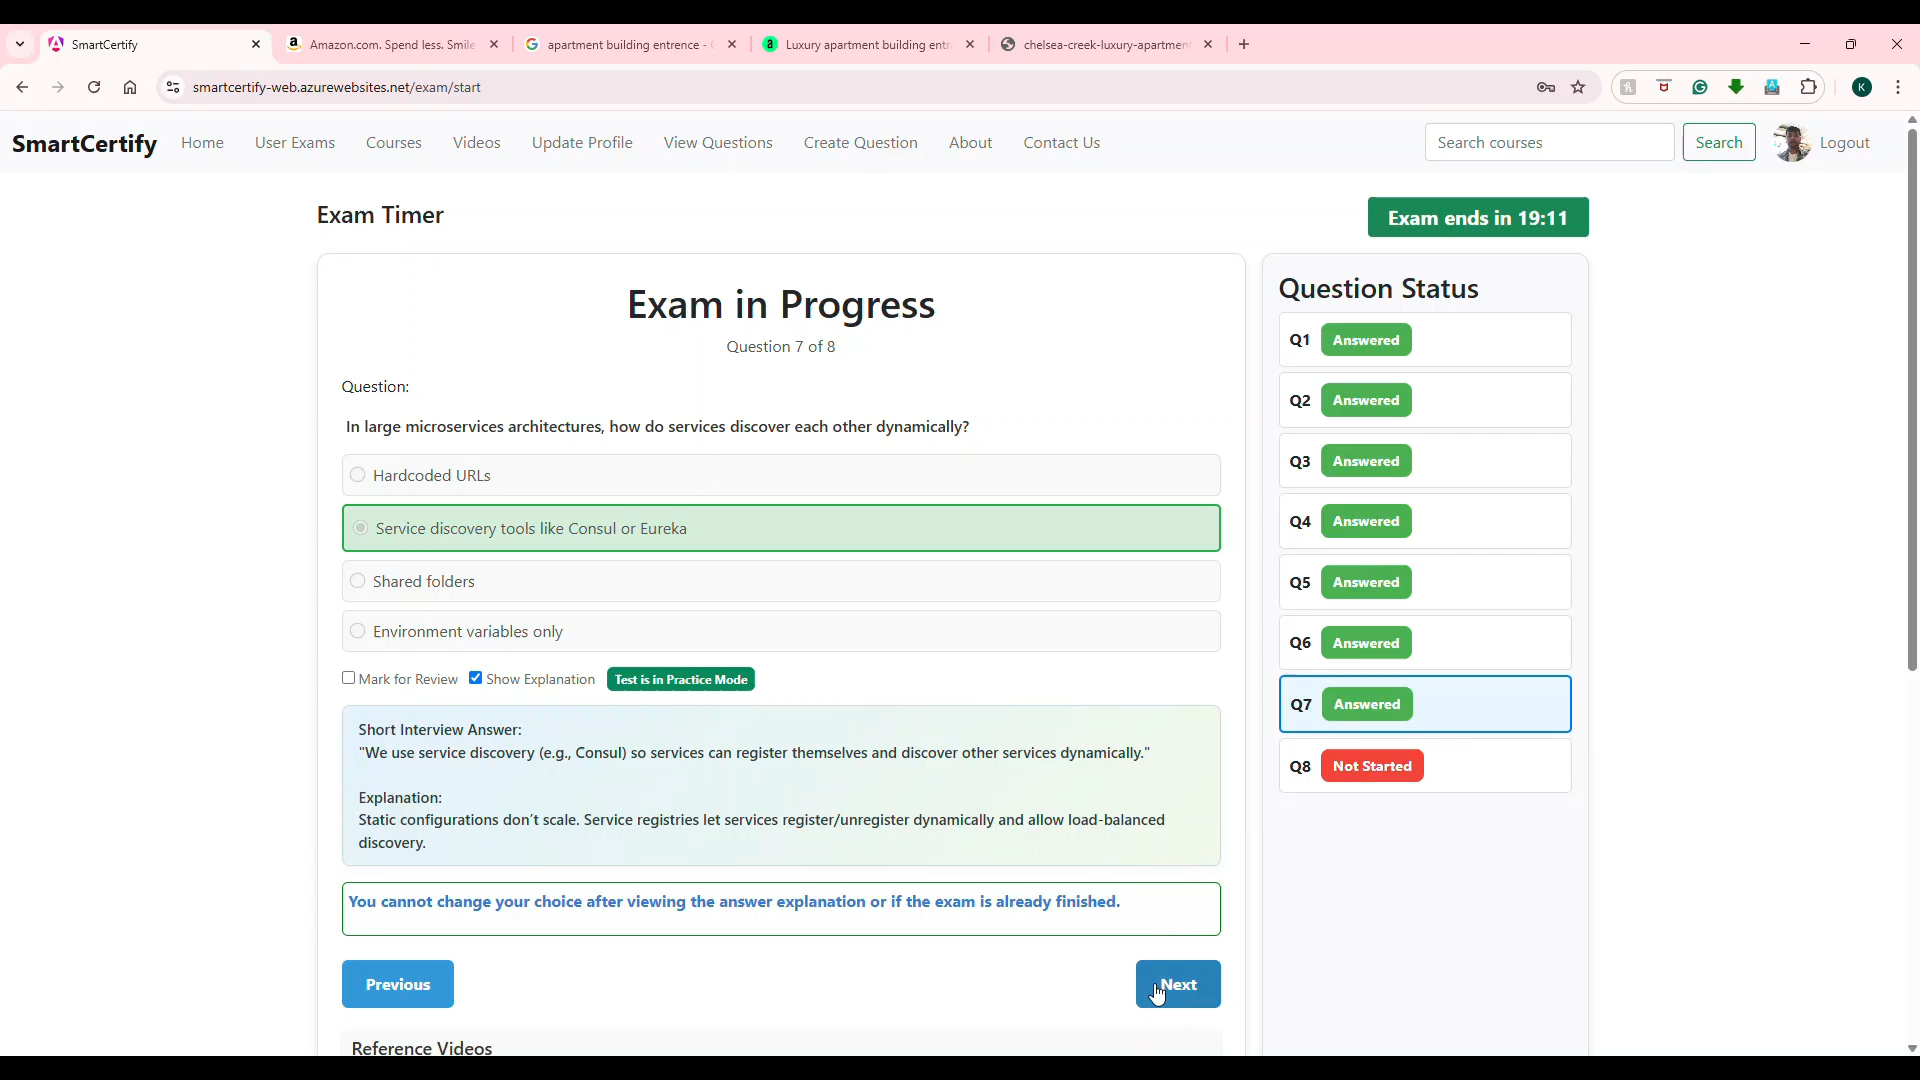 SmartCertify
Amazon.com. Spend less. Smile
apartment building entrence -
Luxury apartment building entr
chelsea-creek-luxury-apartmen
smartcertify-web.azurewebsites.net/exam/start
K
SmartCertify
Home
User Exams
Courses
Videos
Update Profile
View Questions
Create Question
About
Contact Us
Search courses
Search
Logout
Exam Timer
Exam ends in 19:11
Exam in Progress
Question 7 of 8
Question:
In large microservices architectures, how do services discover each other dynamically?
Hardcoded URLs
Service discovery tools like Consul or Eureka
Shared folders
Environment variables only
Mark for Review
Show Explanation
Test is in Practice Mode
Short Interview Answer:
"We use service discovery (e.g., Consul) so services can register themselves and discover other services dynamically."
Explanation:
Static configurations don't scale. Service registries let services register/unregister dynamically and allow load-balanced
discovery.
You cannot change your choice after viewing the answer explanation or if the exam is already finished.
Previous
Next
Reference Videos
Question Status
Q1 Answered
Q2 Answered
Q3 Answered
Q4 Answered
Q5 Answered
Q6 Answered
Q7 Answered
Q8 Not Started